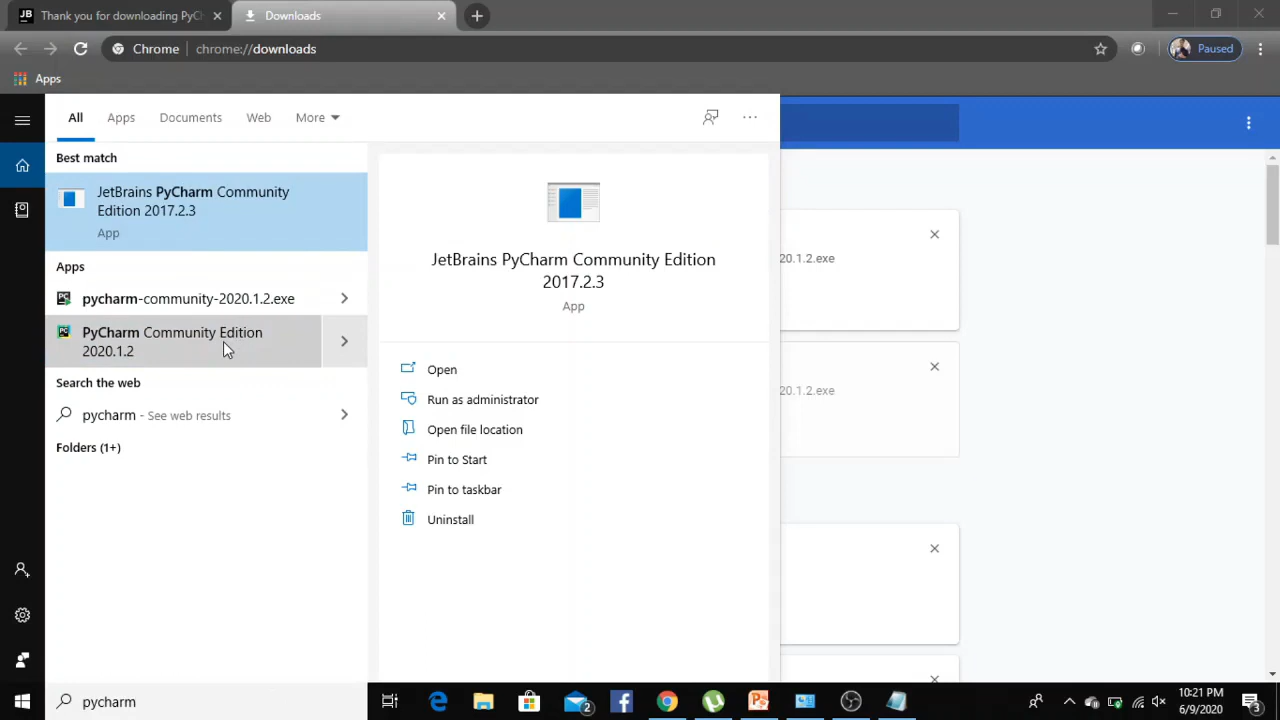 JB Thank you for downloading PyC
Downloads
Chrome chrome://downloads Paused
Apps
All Apps Documents Web More
Best match
JetBrains PyCharm Community
Edition 2017.2.3
App
Apps
pycharm-community-2020.1.2.exe
PyCharm Community Edition
2020.1.2
Search the web
pycharm - See web results
Folders (1+)
JetBrains PyCharm Community Edition
2017.2.3
App
Open
Run as administrator
Open file location
Pin to Start
Pin to taskbar
Uninstall
20.1.2.exe
20.1.2.exe
pycharm
2
10:21 PM
6/9/2020
3